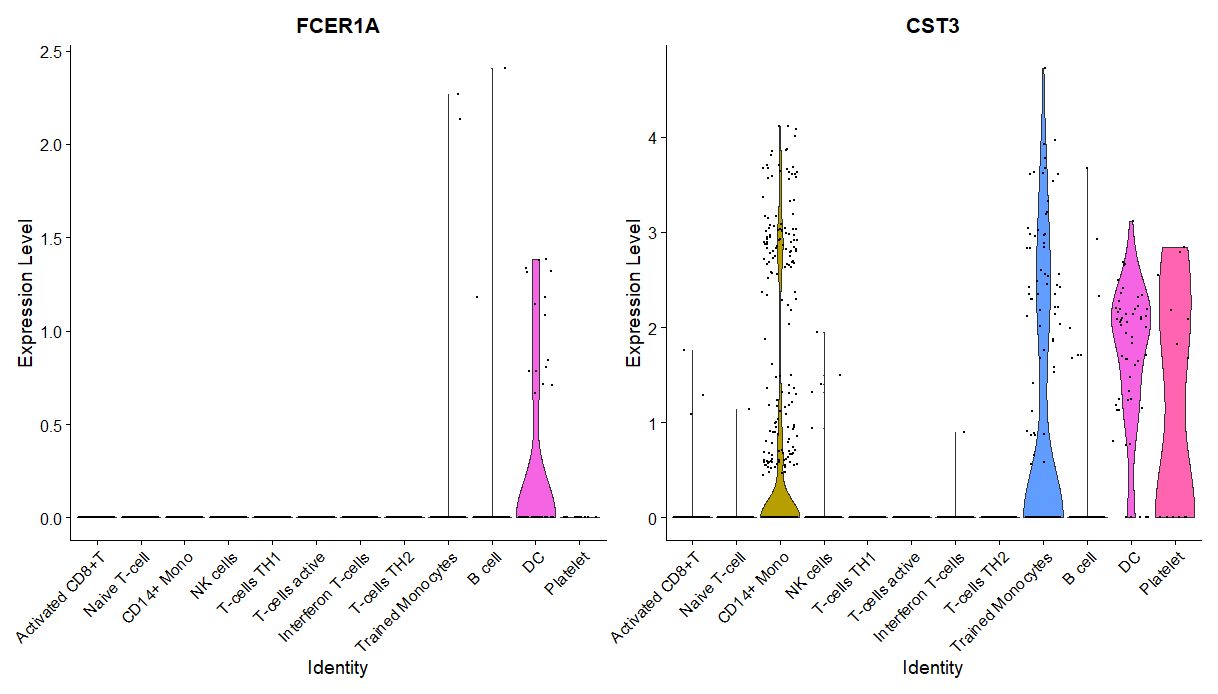 FCER1A
Expression Level
2.5
2.0
1.5
1.0
0.5
0.0
Activated CD8+T
Naive T-cell
CD14+ Mono
NK cells
T-cells TH1
T-cells active
Interferon T-cells
T-cells TH2
Trained Monocytes
B cell
DC
Platelet
Identity
CST3
Expression Level
4
3
2
1
0
Activated CD8+T
Naive T-cell
CD14+ Mono
NK cells
T-cells TH1
T-cells active
Interferon T-cells
T-cells TH2
Trained Monocytes
B cell
DC
Platelet
Identity